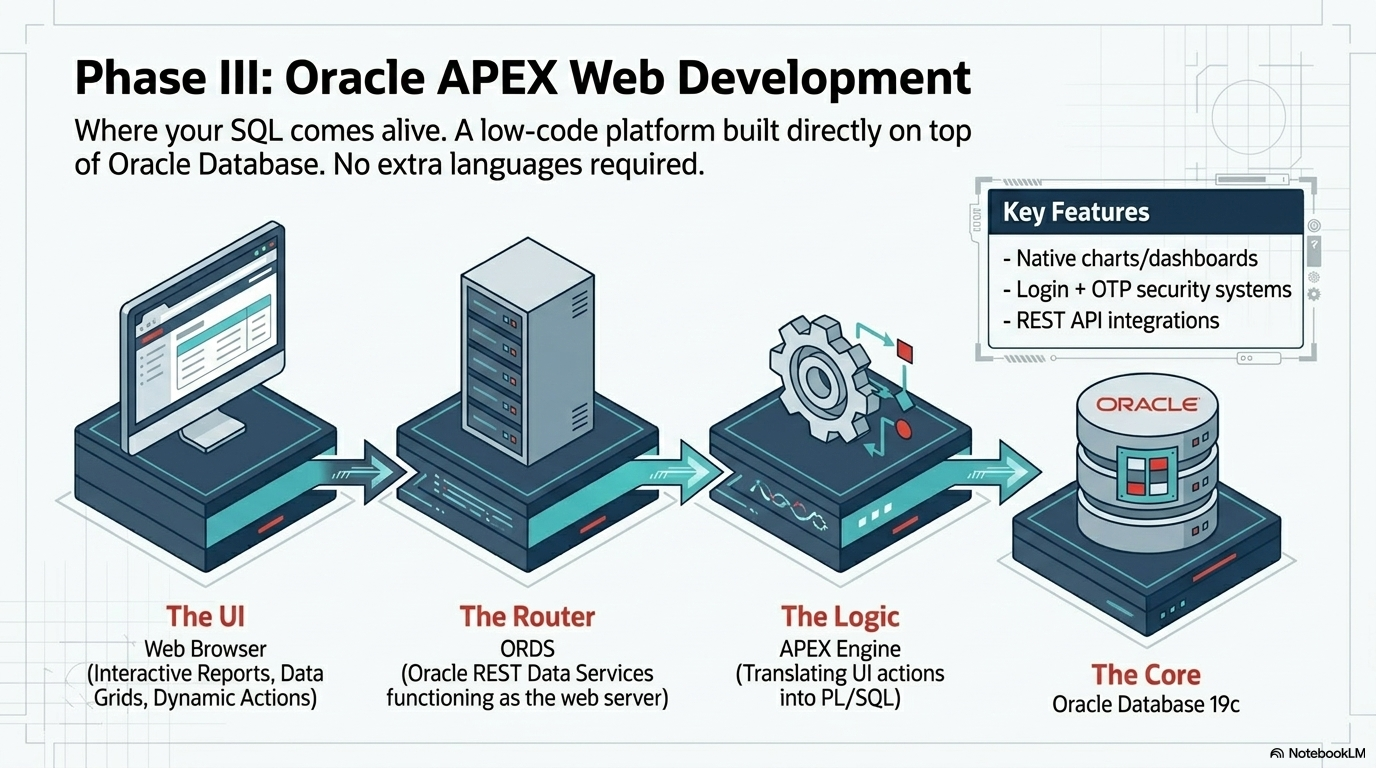 Phase III: Oracle APEX Web Development
Where your SQL comes alive. A low-code platform built directly on top
of Oracle Database. No extra languages required.
Key Features
- Native charts/dashboards
- Login + OTP security systems
- REST API integrations
ORACLE
The UI
Web Browser
(Interactive Reports, Data
Grids, Dynamic Actions)
The Router
ORDS
(Oracle REST Data Services
functioning as the web server)
The Logic
APEX Engine
(Translating UI actions
into PL/SQL)
The Core
Oracle Database 19c
NotebookLM